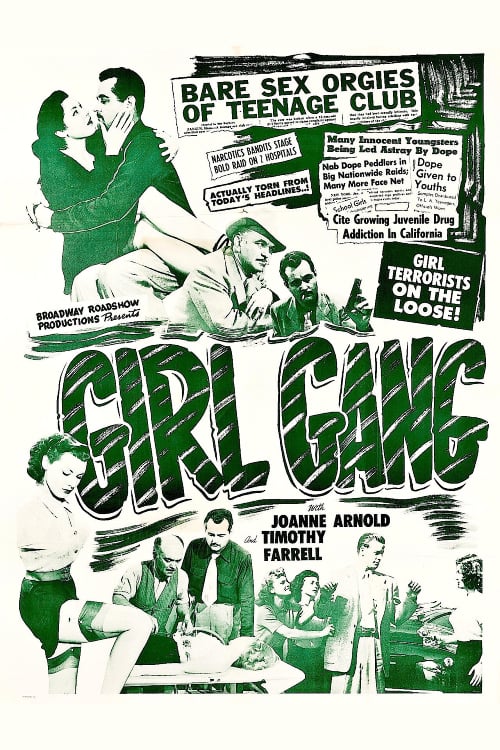 BARE SEX ORGIES
OF TEENAGE CLUB
NARCOTICS BANDITS STAGE
BOLD RAID ON 2 HOSPITALS
ACTUALLY TORN FROM
TODAY'S HEADLINES..!
Many Innocent Youngsters
Being Led Astray By Dope
Nab Dope Peddlers in
Big Nationwide Raids;
Many More Face Net
School Girls
Dope
Given to
Youths
Cite Growing Juvenile Drug
Addiction In California
GIRL
TERRORISTS
ON THE
LOOSE!
BROADWAY ROADSHOW
PRODUCTIONS Presents
GIRL GANG
With
JOANNE ARNOLD
And TIMOTHY
FARRELL